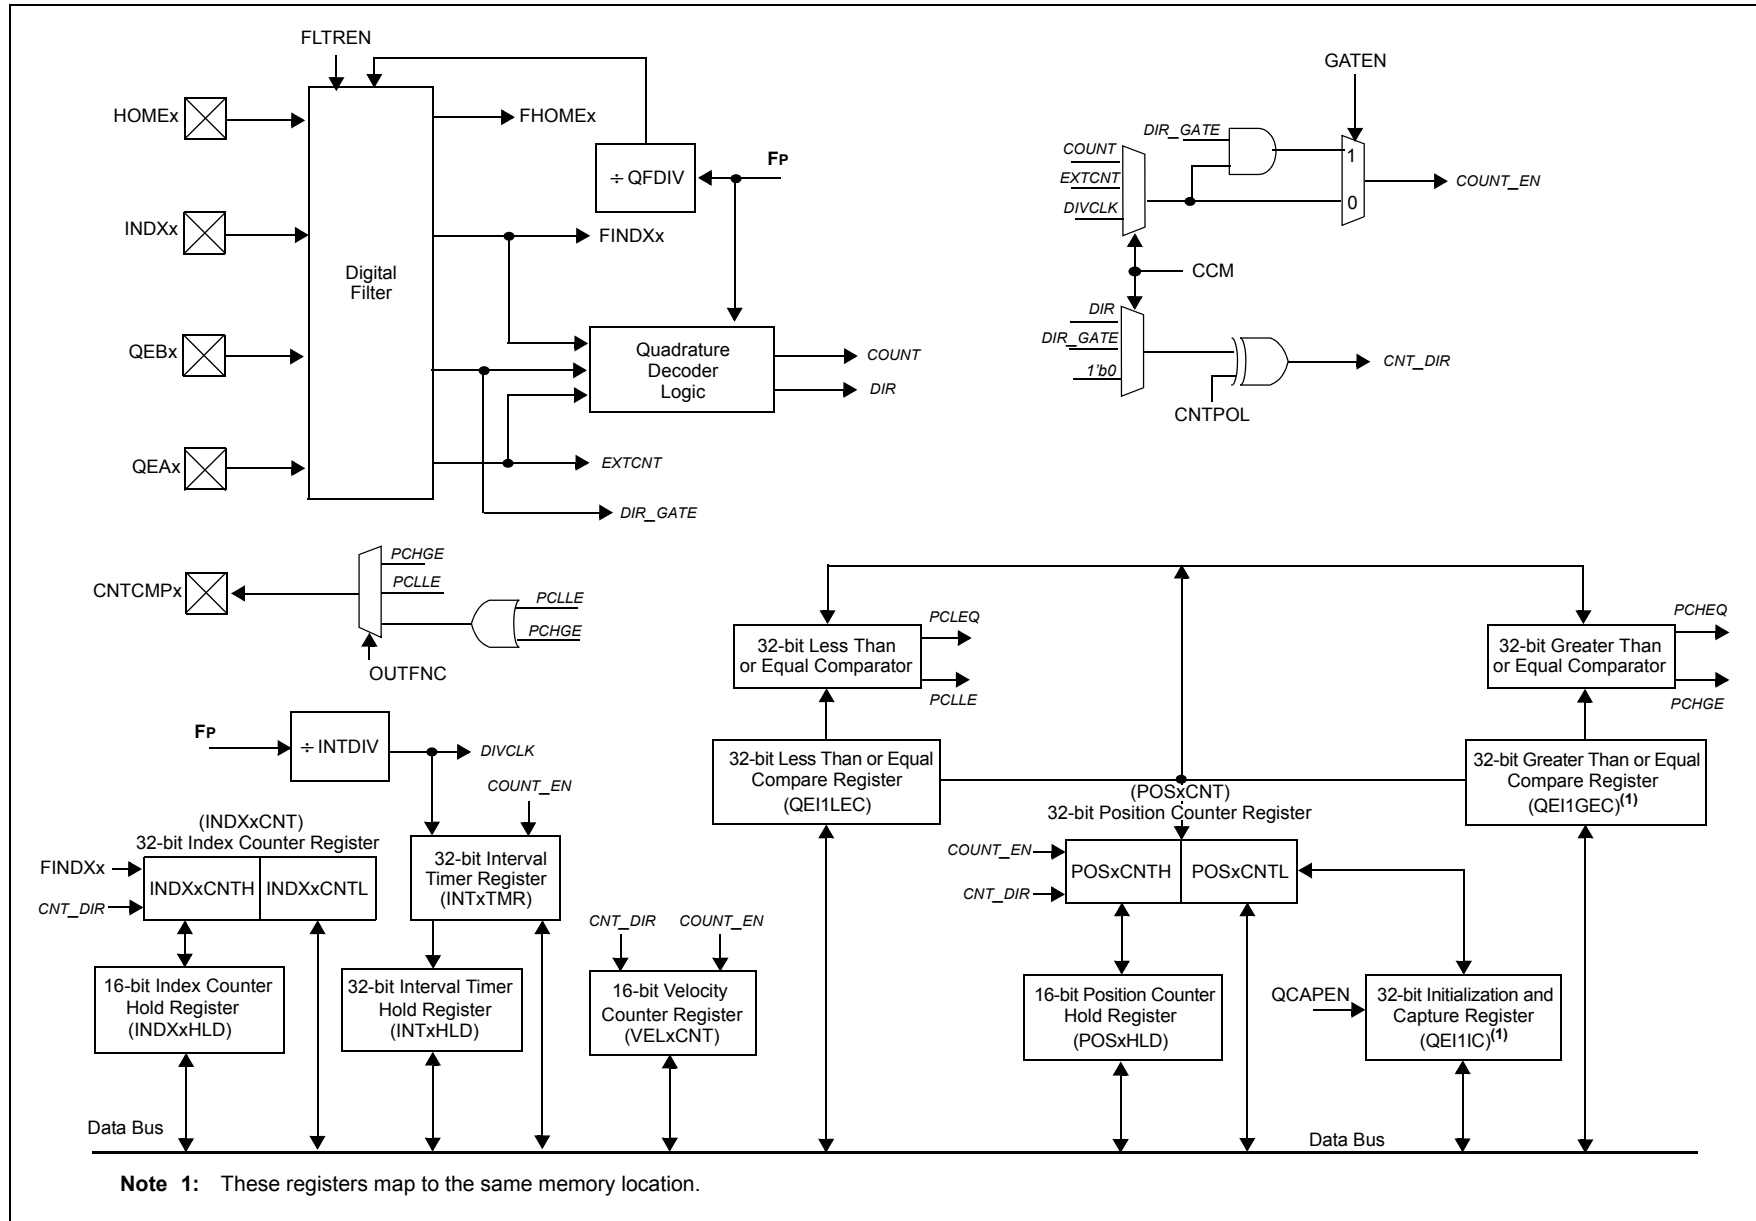 FLTREN
HOMEx
FHOMEx
÷ QFDIV
FP
INDXx
FINDXx
Digital
Filter
QEBx
Quadrature
Decoder
Logic
COUNT
DIR
QEAx
EXTCNT
DIR_GATE
GATEN
DIR_GATE
COUNT
EXTCNT
DIVCLK
1
0
COUNT_EN
CCM
DIR
DIR_GATE
1'b0
CNT_DIR
CNTPOL
CNTCMPx
PCHGE
PCLLE
PCLLE
PCHGE
OUTFNC
32-bit Less Than
or Equal Comparator
PCLEQ
PCLLE
32-bit Greater Than
or Equal Comparator
PCHEQ
PCHGE
FP
÷ INTDIV
DIVCLK
COUNT_EN
32-bit Less Than or Equal
Compare Register
(QEI1LEC)
32-bit Greater Than or Equal
Compare Register
(QEI1GEC)(1)
(POSxCNT)
32-bit Position Counter Register
(INDXxCNT)
32-bit Index Counter Register
FINDXx
CNT_DIR
INDXxCNTH
INDXxCNTL
32-bit Interval
Timer Register
(INTxTMR)
COUNT_EN
CNT_DIR
POSxCNTH
POSxCNTL
CNT_DIR
COUNT_EN
16-bit Index Counter
Hold Register
(INDXxHLD)
32-bit Interval Timer
Hold Register
(INTxHLD)
16-bit Velocity
Counter Register
(VELxCNT)
16-bit Position Counter
Hold Register
(POSxHLD)
QCAPEN
32-bit Initialization and
Capture Register
(QEI1IC)(1)
Data Bus
Data Bus
Note 1: These registers map to the same memory location.